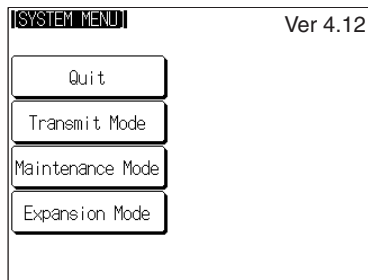 [SYSTEM MENU]
Ver 4.12
Quit
Transmit Mode
Maintenance Mode
Expansion Mode